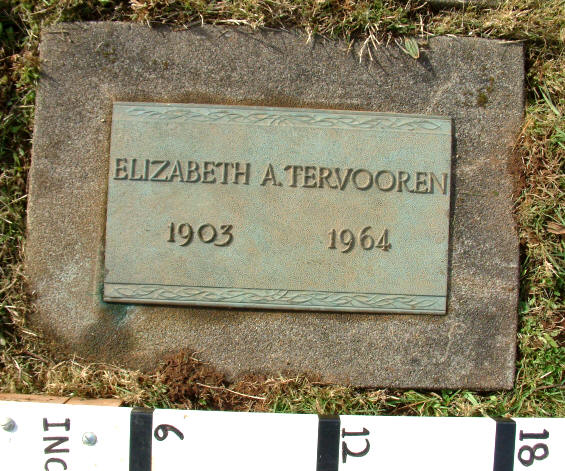 ELIZABETH A. TERVOOREN
1903 1964
INC 6 12 18